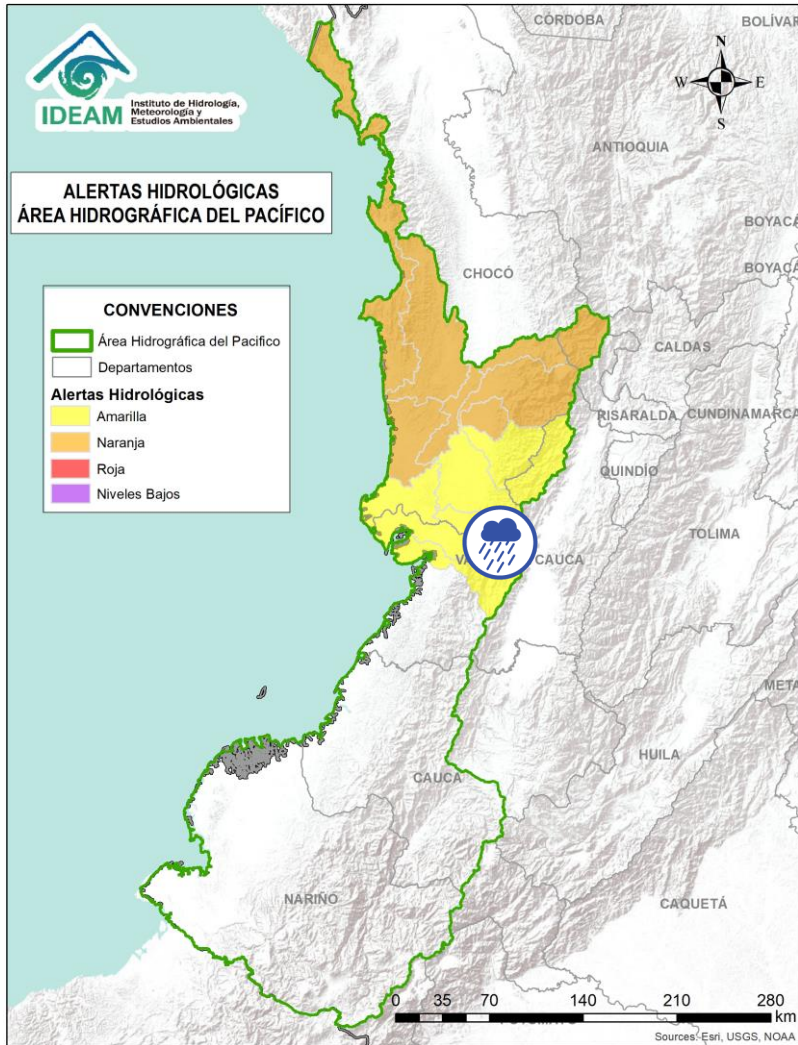 CÓRDOBA
BOLÍVAR
N
W
E
S
IDEAM
Instituto de Hidrología,
Meteorología y
Estudios Ambientales
ANTIOQUIA
ALERTAS HIDROLÓGICAS
ÁREA HIDROGRÁFICA DEL PACÍFICO
BOYACÁ
CHOCÓ
BOYACÁ
CONVENCIONES
Área Hidrográfica del Pacifico
Departamentos
Alertas Hidrológicas
Amarilla
Naranja
Roja
Niveles Bajos
CALDAS
RISARALDA
CUNDINAMARCA
QUINDÍO
TOLIMA
CAUCA
META
HUILA
CAUCA
NARIÑO
CAQUETÁ
0 35 70 140 210 280
km
Sources: Esri, USGS, NOAA